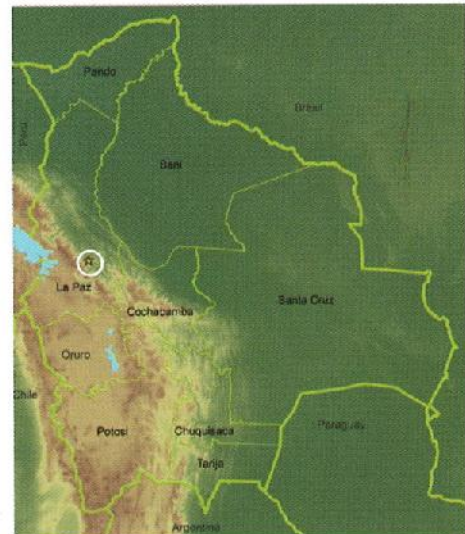 Pando
Brasil
Peru
Beni
La Paz
Santa Cruz
Cochabamba
Oruro
Chile
Potosi
Chuquisaca
Paraguay
Tarija
Argentina